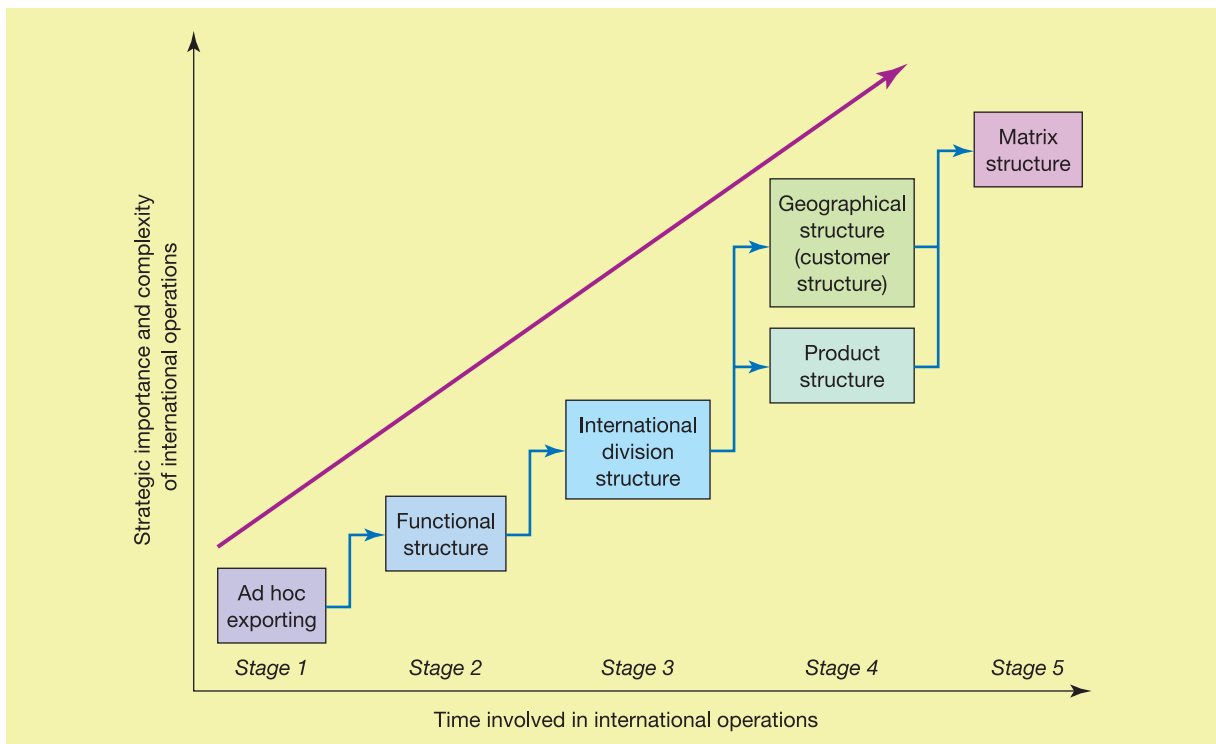 Strategic importance and complexity
of international operations
Matrix
structure
Geographical
structure
(customer
structure)
Product
structure
International
division
structure
Functional
structure
Ad hoc
exporting
Stage 1
Stage 2
Stage 3
Stage 4
Stage 5
Time involved in international operations